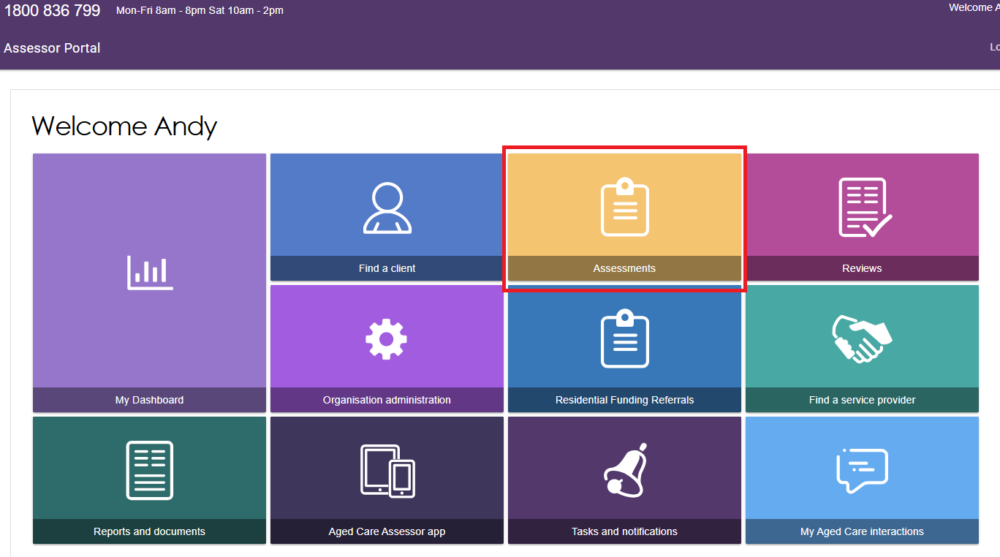 1800 836 799 Mon-Fri 8am - 8pm Sat 10am - 2pm
Welcome A
Assessor Portal
Welcome Andy
Find a client
Assessments
Reviews
My Dashboard
Organisation administration
Residential Funding Referrals
Find a service provider
Reports and documents
Aged Care Assessor app
Tasks and notifications
My Aged Care interactions